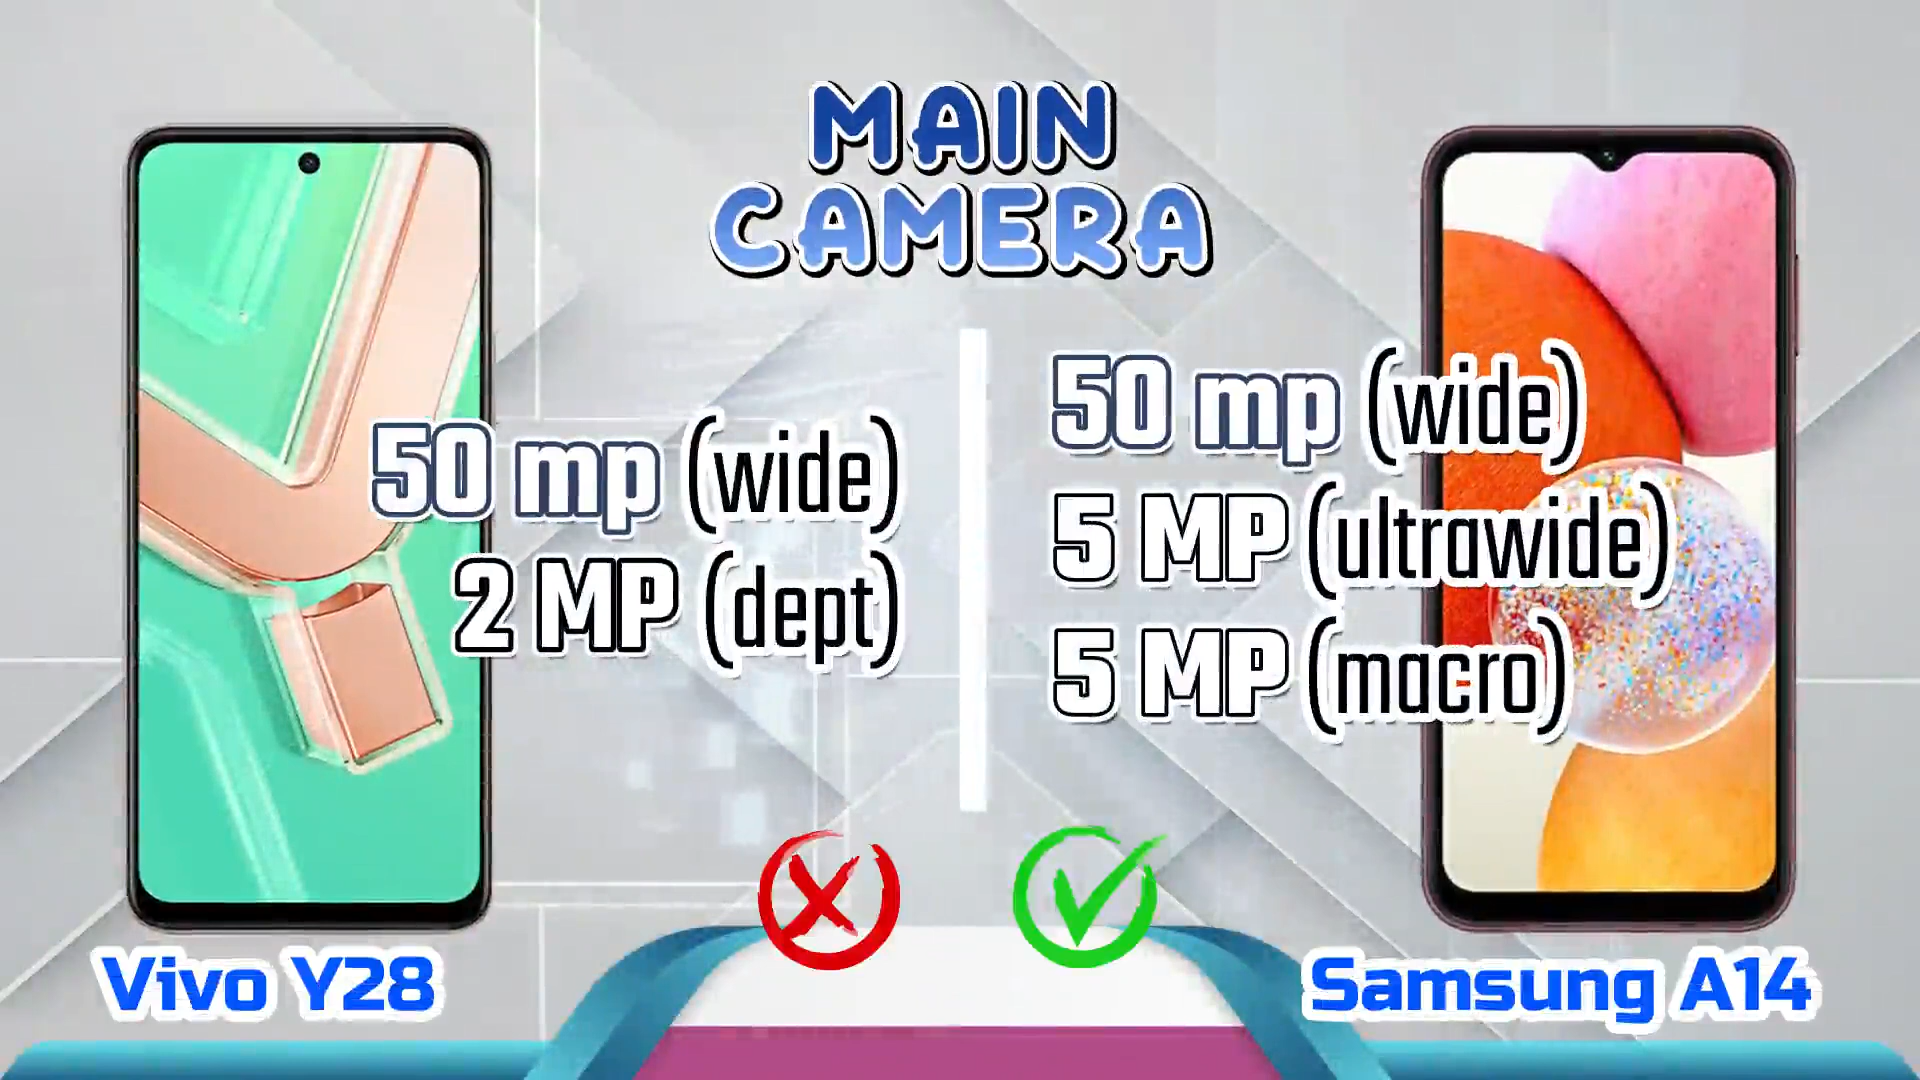 MAIN
CAMERA
50 mp (wide)
2 MP (dept)
50 mp (wide)
5 MP (ultrawide)
5 MP (macro)
Vivo Y28
Samsung A14